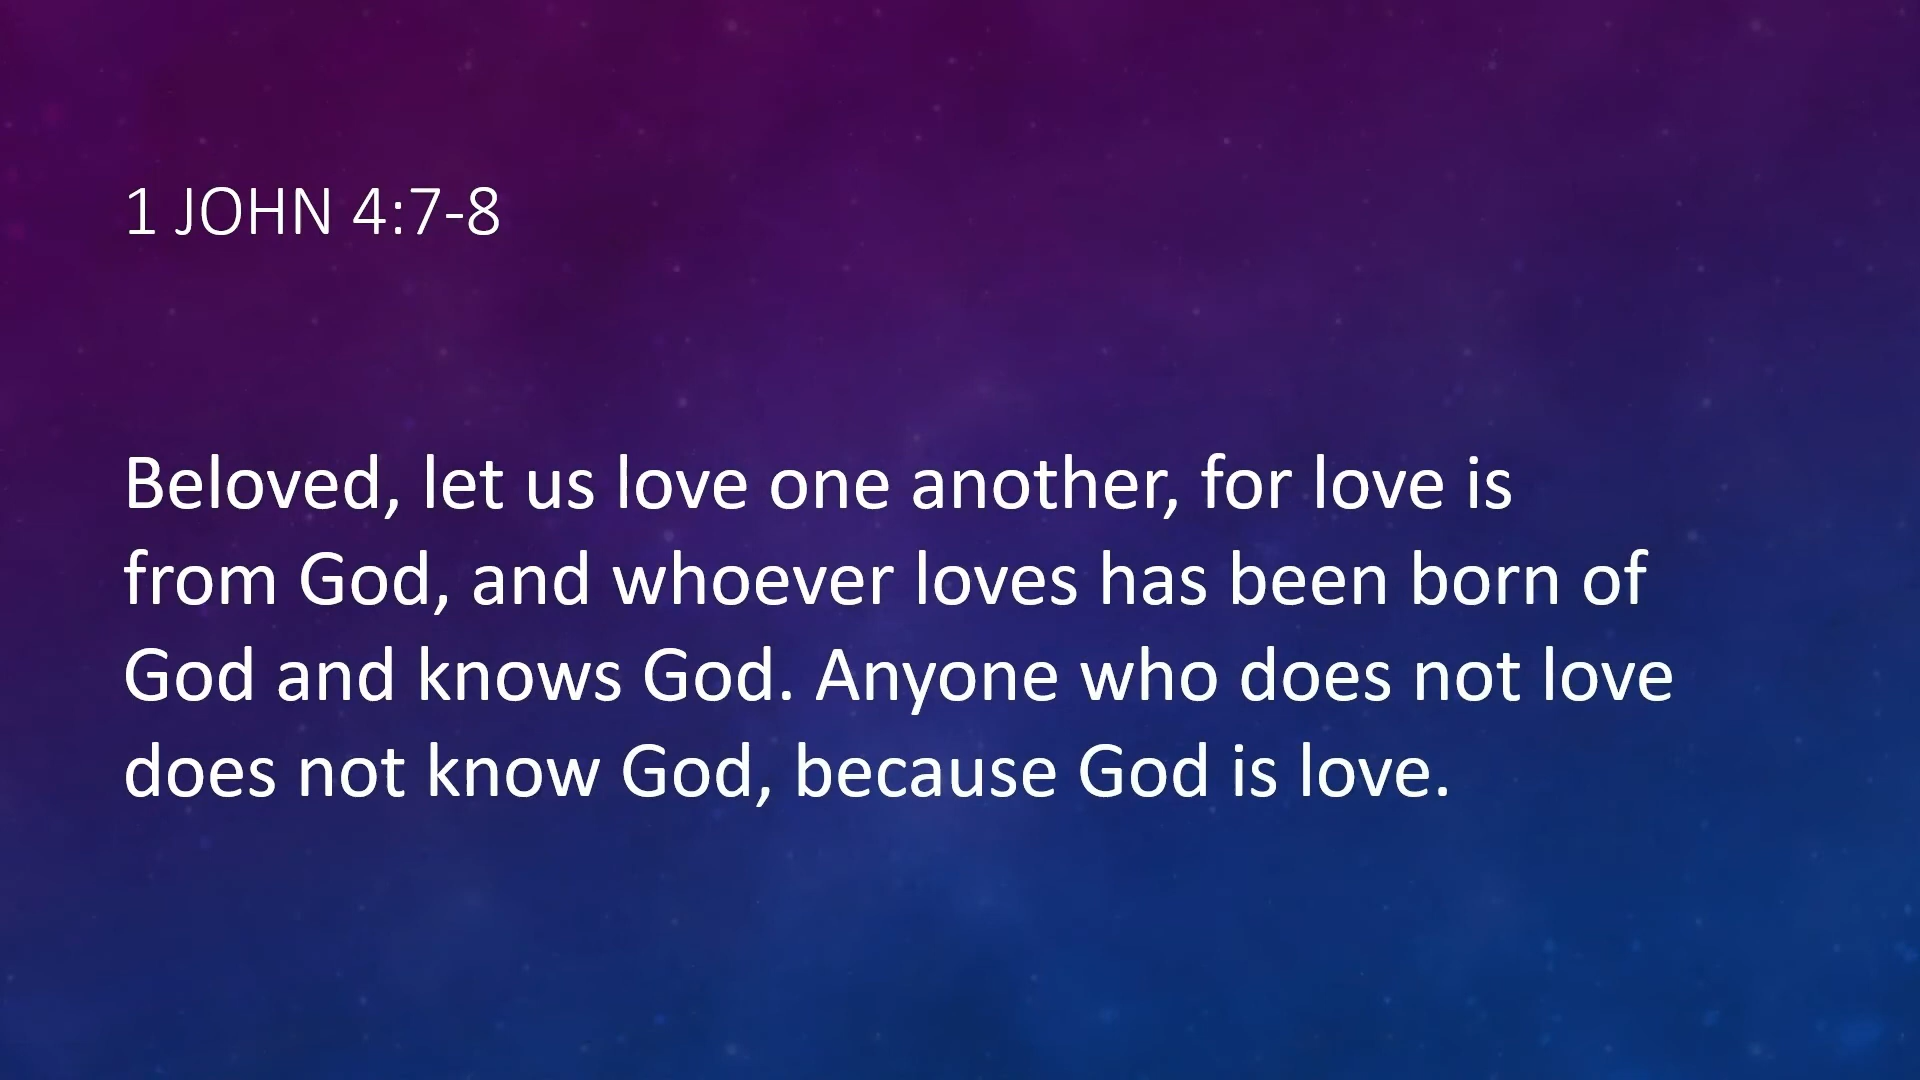 1 JOHN 4:7-8
Beloved, let us love one another, for love is
from God, and whoever loves has been born of
God and knows God. Anyone who does not love
does not know God, because God is love.